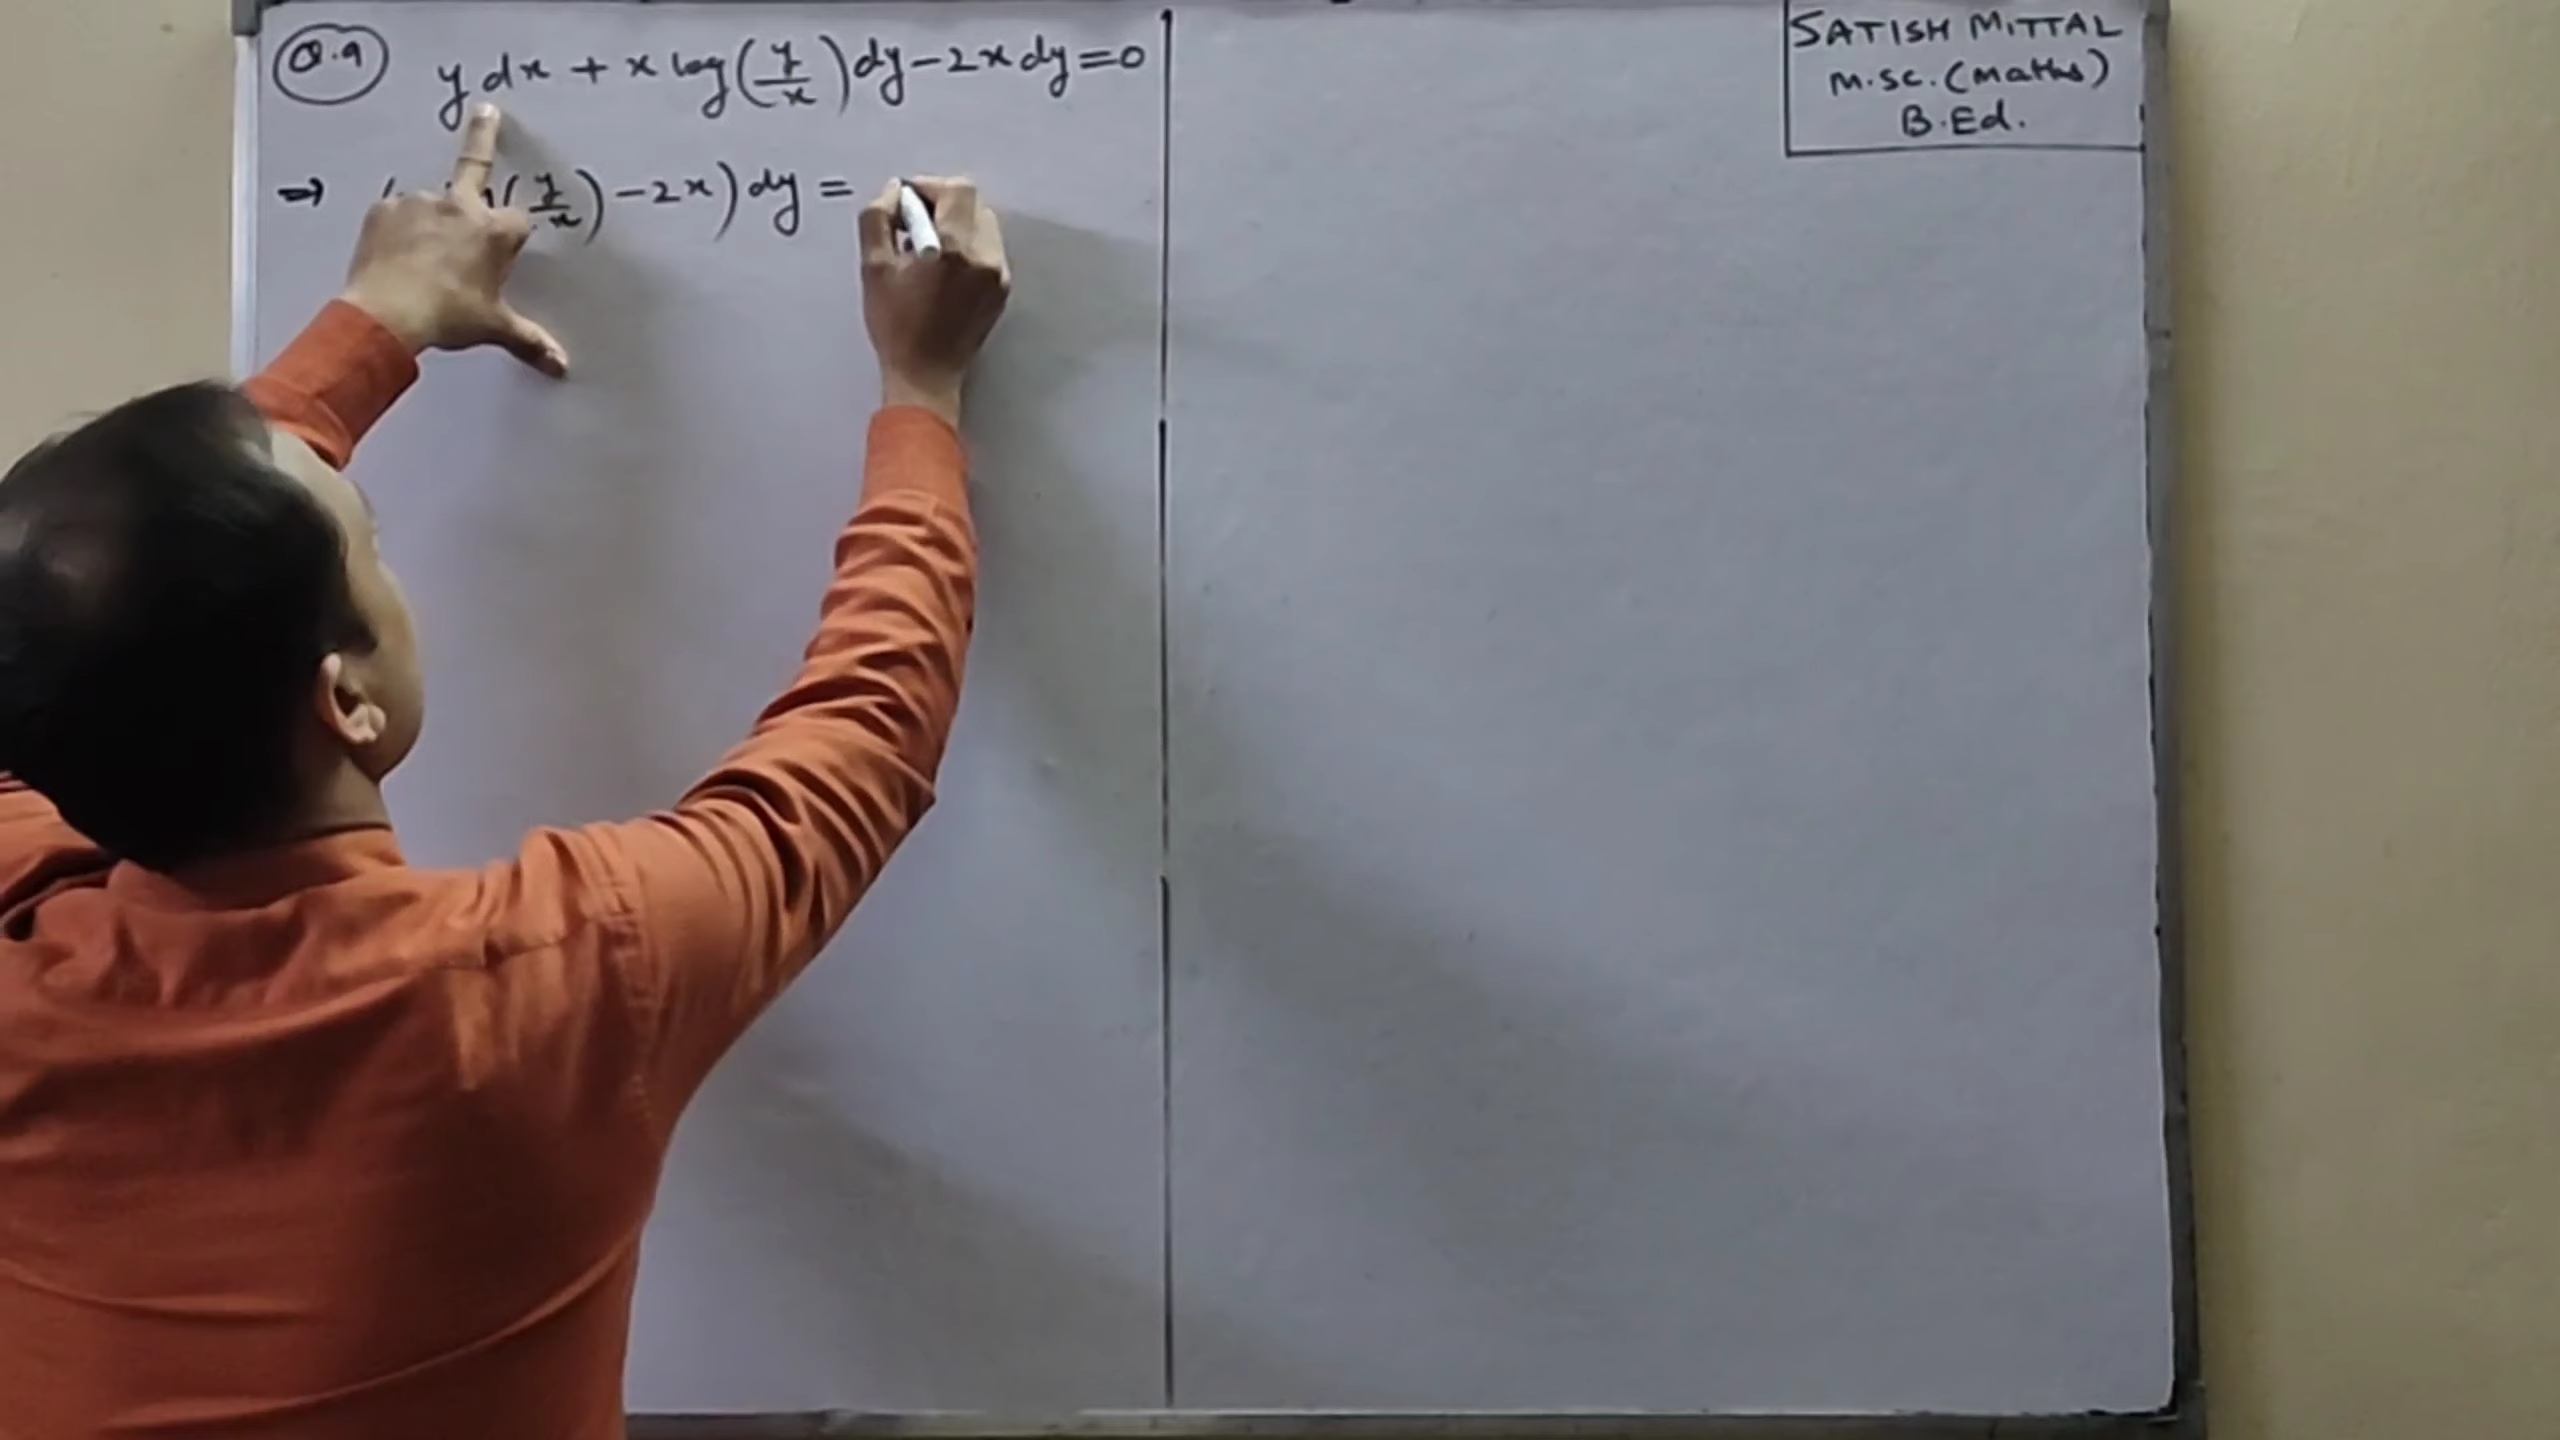 Q.9 y dx + x log(y/x) dy - 2x dy = 0
⇒ (y/x) - 2x) dy =
SATISH MITTAL
M.SC. (Maths)
B.Ed.